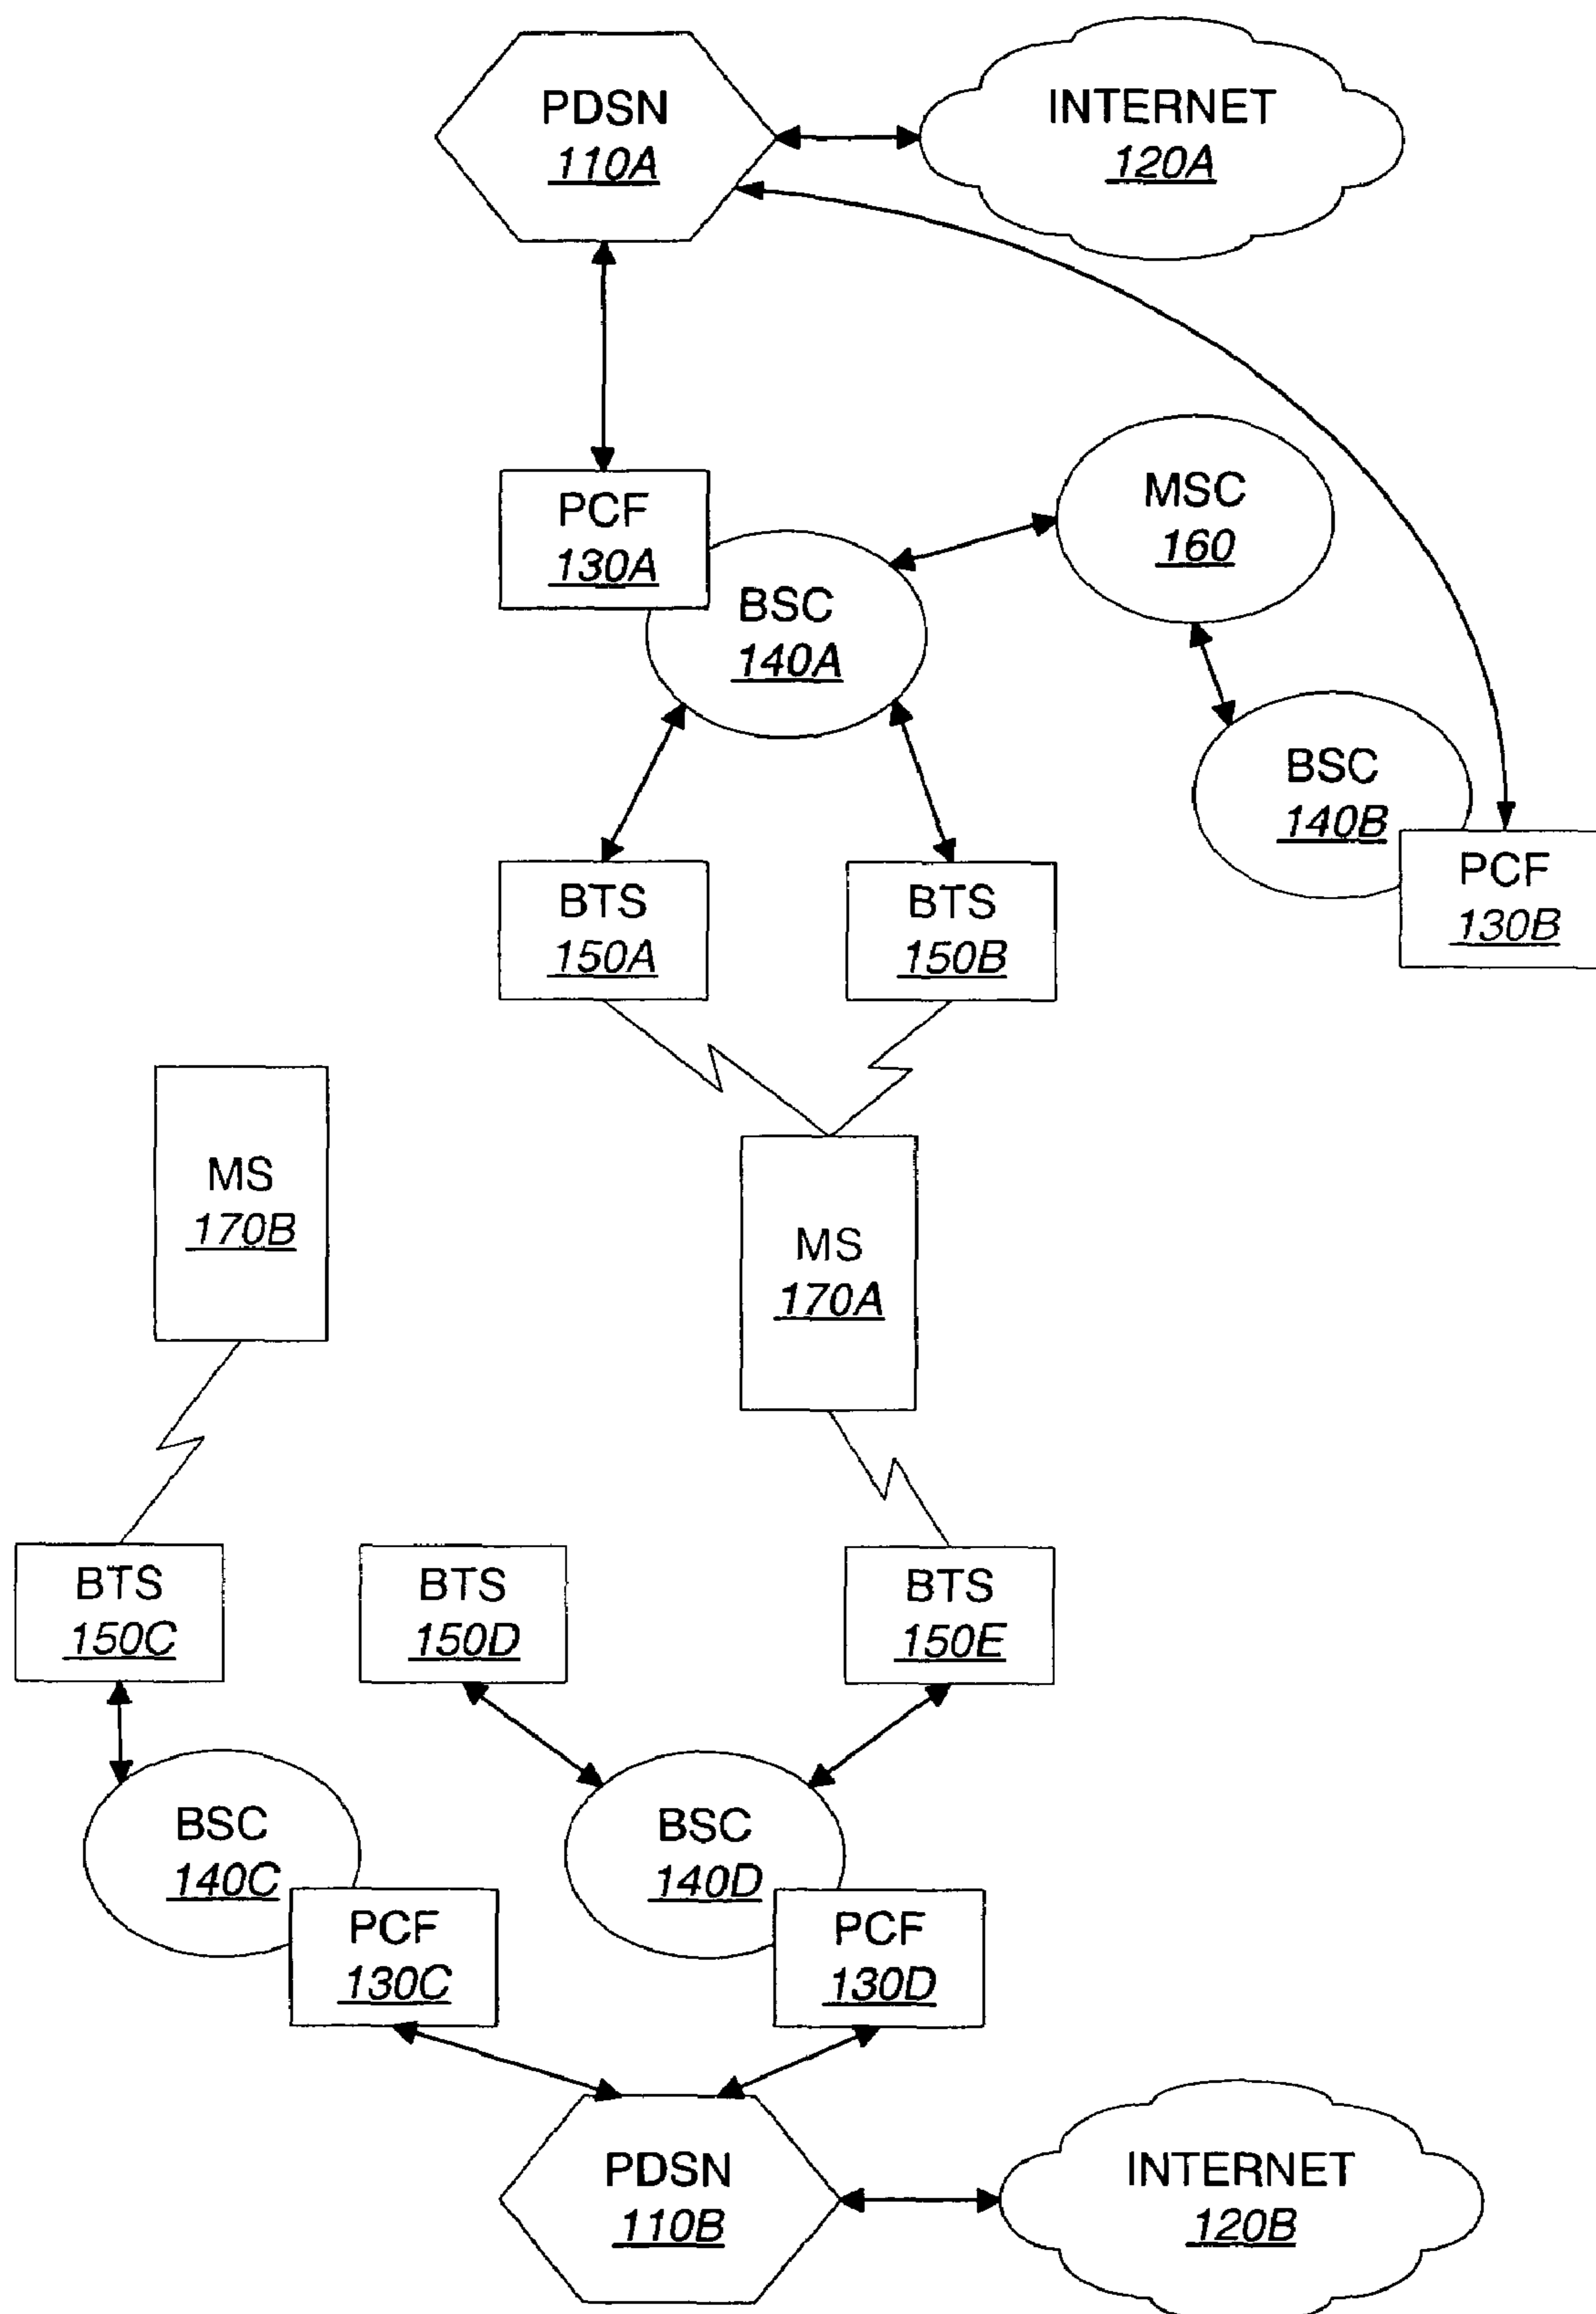 PDSN
110A
INTERNET
120A
PCF
130A
MSC
160
BSC
140A
BSC
140B
PCF
130B
BTS
150A
BTS
150B
MS
170B
MS
170A
BTS
150C
BTS
150D
BTS
150E
BSC
140C
BSC
140D
PCF
130C
PCF
130D
PDSN
110B
INTERNET
120B